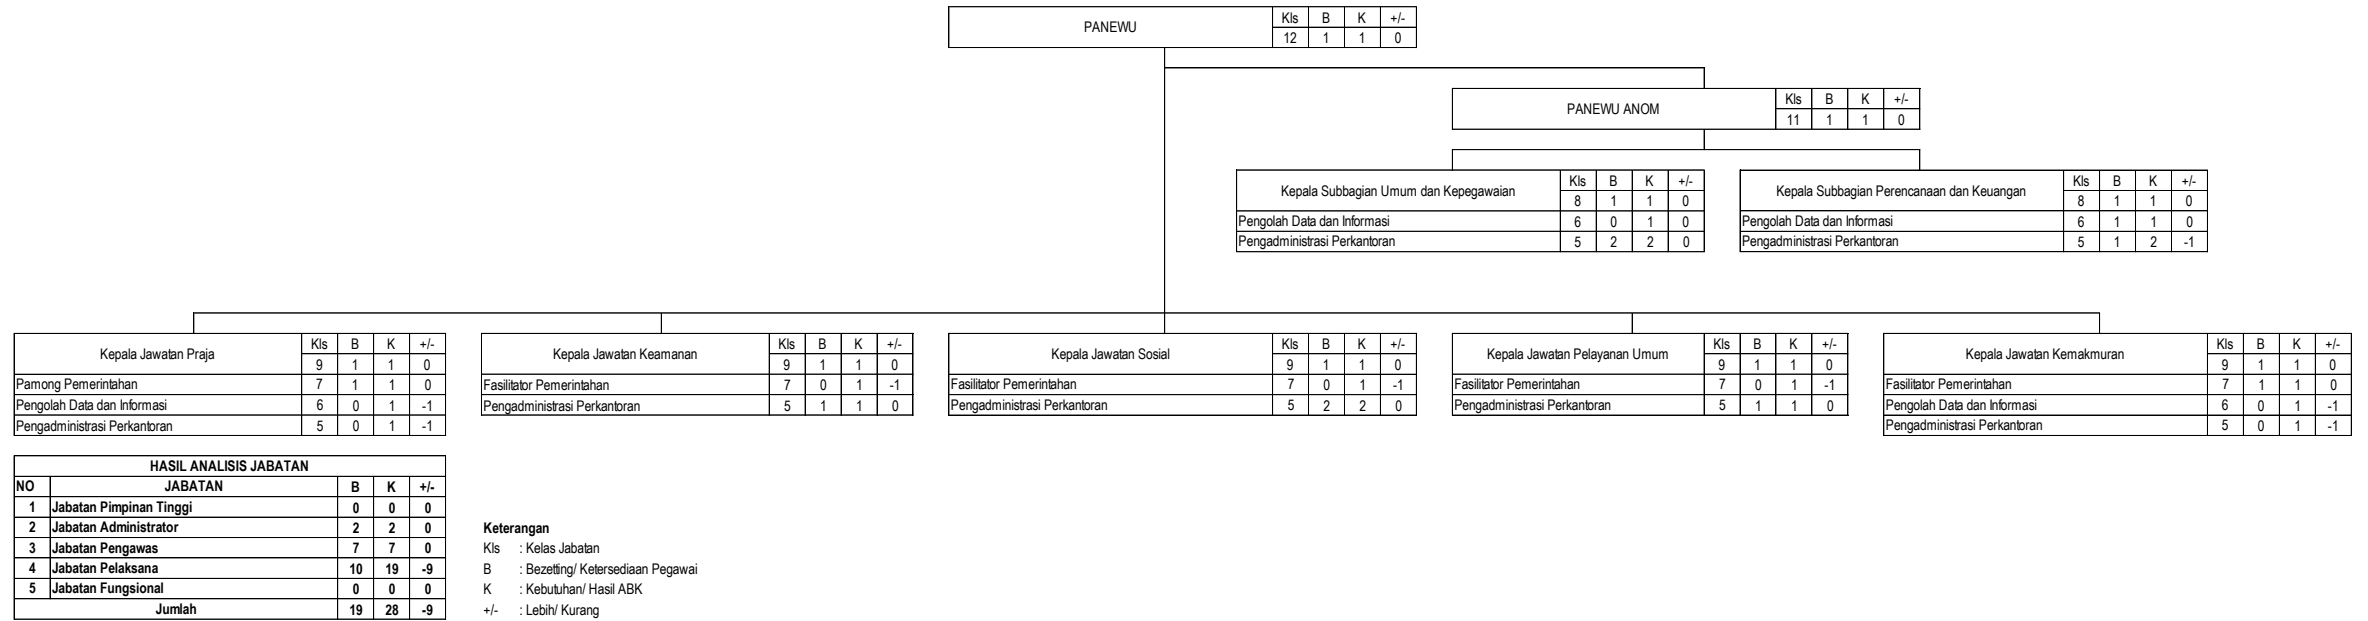 PANEWU Kls B K +/-
12 1 1 0
PANEWU ANOM Kls B K +/-
11 1 1 0
Kepala Subbagian Umum dan Kepegawaian Kls B K +/-
8 1 1 0
Pengolah Data dan Informasi 6 0 1 0
Pengadministrasi Perkantoran 5 2 2 0
Kepala Subbagian Perencanaan dan Keuangan Kls B K +/-
8 1 1 0
Pengolah Data dan Informasi 6 1 1 0
Pengadministrasi Perkantoran 5 1 2 -1
Kepala Jawatan Praja Kls B K +/-
9 1 1 0
Pamong Pemerintahan 7 1 1 0
Pengolah Data dan Informasi 6 0 1 -1
Pengadministrasi Perkantoran 5 0 1 -1
Kepala Jawatan Keamanan Kls B K +/-
9 1 1 0
Fasilitator Pemerintahan 7 0 1 -1
Pengadministrasi Perkantoran 5 1 1 0
Kepala Jawatan Sosial Kls B K +/-
9 1 1 0
Fasilitator Pemerintahan 7 0 1 -1
Pengadministrasi Perkantoran 5 2 2 0
Kepala Jawatan Pelayanan Umum Kls B K +/-
9 1 1 0
Fasilitator Pemerintahan 7 0 1 -1
Pengadministrasi Perkantoran 5 1 1 0
Kepala Jawatan Kemakmuran Kls B K +/-
9 1 1 0
Fasilitator Pemerintahan 7 1 1 0
Pengolah Data dan Informasi 6 0 1 -1
Pengadministrasi Perkantoran 5 0 1 -1
HASIL ANALISIS JABATAN
NO JABATAN B K +/-
1 Jabatan Pimpinan Tinggi 0 0 0
2 Jabatan Administrator 2 2 0
3 Jabatan Pengawas 7 7 0
4 Jabatan Pelaksana 10 19 -9
5 Jabatan Fungsional 0 0 0
Jumlah 19 28 -9
Keterangan
Kls : Kelas Jabatan
B : Bezetting/ Ketersediaan Pegawai
K : Kebutuhan/ Hasil ABK
+/- : Lebih/ Kurang